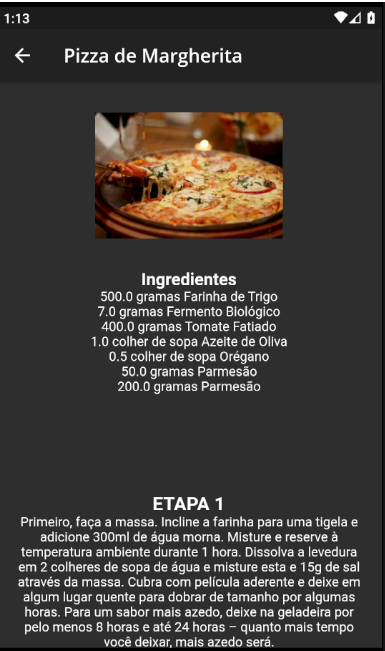 1:13
Pizza de Margherita
Ingredientes
500.0 gramas Farinha de Trigo
7.0 gramas Fermento Biológico
400.0 gramas Tomate Fatiado
1.0 colher de sopa Azeite de Oliva
0.5 colher de sopa Orégano
50.0 gramas Parmesão
200.0 gramas Parmesão
ETAPA 1
Primeiro, faça a massa. Incline a farinha para uma tigela e
adicione 300ml de água morna. Misture e reserve à
temperatura ambiente durante 1 hora. Dissolva a levedura
em 2 colheres de sopa de água e misture esta e 15g de sal
através da massa. Cubra com película aderente e deixe em
algum lugar quente para dobrar de tamanho por algumas
horas. Para um sabor mais azedo, deixe na geladeira por
pelo menos 8 horas e até 24 horas – quanto mais tempo
você deixar, mais azedo será.